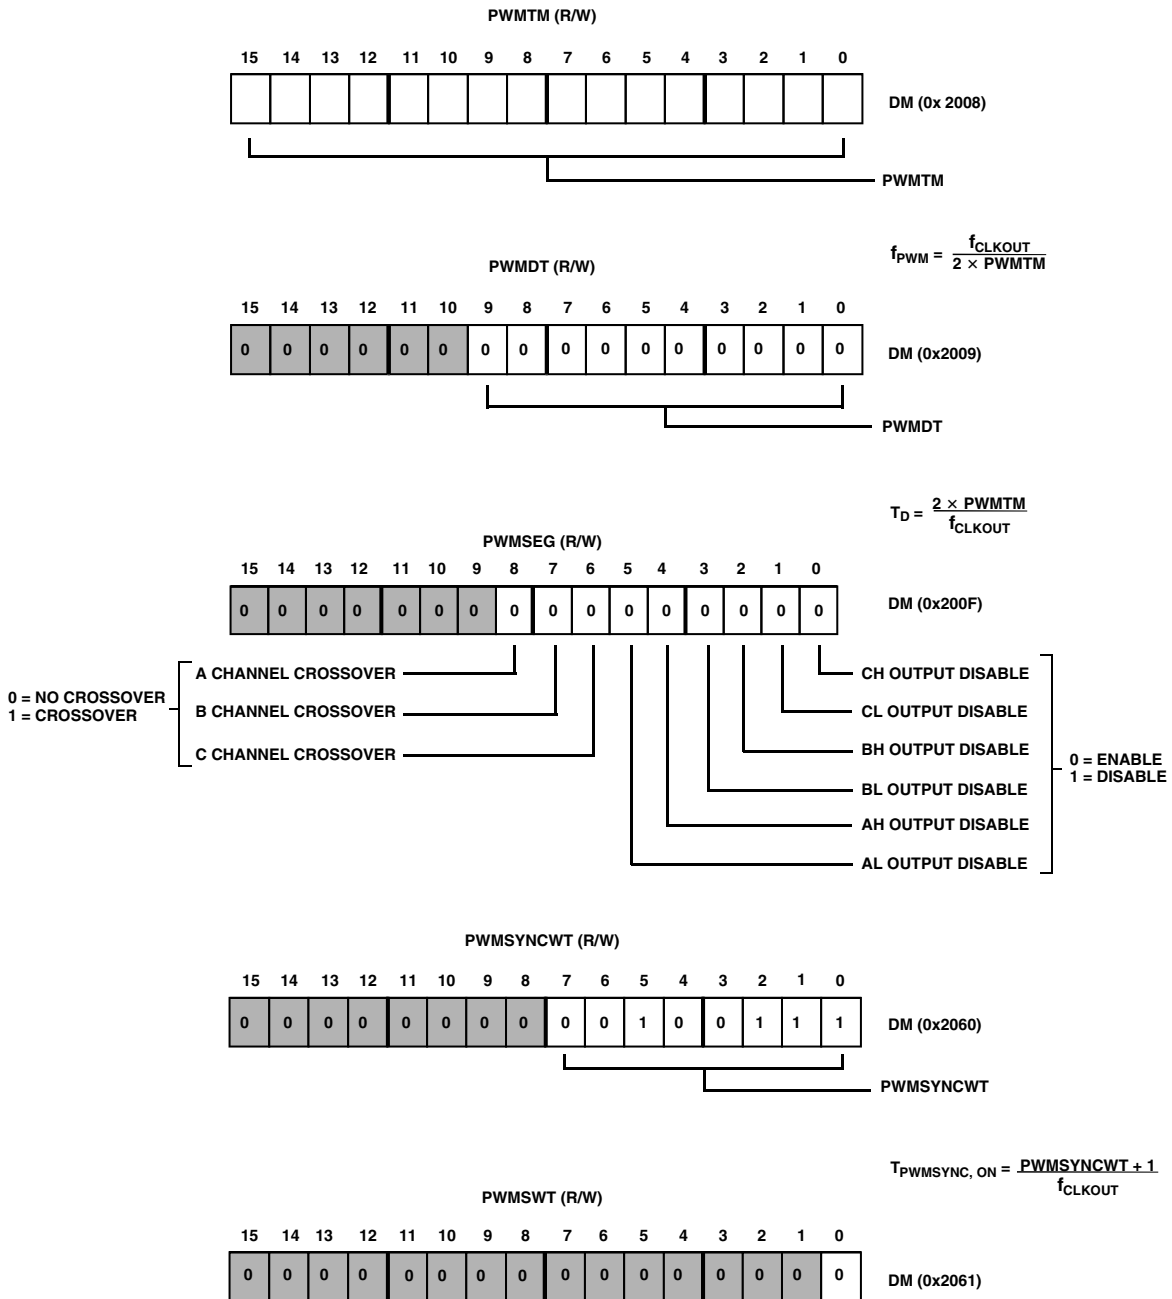 PWMTM (R/W)
15 14 13 12 11 10 9 8 7 6 5 4 3 2 1 0
DM (0x 2008)
PWMTM
fPWM = fCLKOUT
2 × PWMTM
PWMDT (R/W)
15 14 13 12 11 10 9 8 7 6 5 4 3 2 1 0
0 0 0 0 0 0 0 0 0 0 0 0 0 0 0 0 DM (0x2009)
PWMDT
TD = 2 × PWMTM
fCLKOUT
PWMSEG (R/W)
15 14 13 12 11 10 9 8 7 6 5 4 3 2 1 0
0 0 0 0 0 0 0 0 0 0 0 0 0 0 0 0 DM (0x200F)
0 = NO CROSSOVER
1 = CROSSOVER
A CHANNEL CROSSOVER
B CHANNEL CROSSOVER
C CHANNEL CROSSOVER
CH OUTPUT DISABLE
CL OUTPUT DISABLE
BH OUTPUT DISABLE
BL OUTPUT DISABLE
AH OUTPUT DISABLE
AL OUTPUT DISABLE
0 = ENABLE
1 = DISABLE
PWMSYNCWT (R/W)
15 14 13 12 11 10 9 8 7 6 5 4 3 2 1 0
0 0 0 0 0 0 0 0 0 0 1 0 0 1 1 1 DM (0x2060)
PWMSYNCWT
TPWMSYNC, ON = PWMSYNCWT + 1
fCLKOUT
PWMSWT (R/W)
15 14 13 12 11 10 9 8 7 6 5 4 3 2 1 0
0 0 0 0 0 0 0 0 0 0 0 0 0 0 0 0 DM (0x2061)